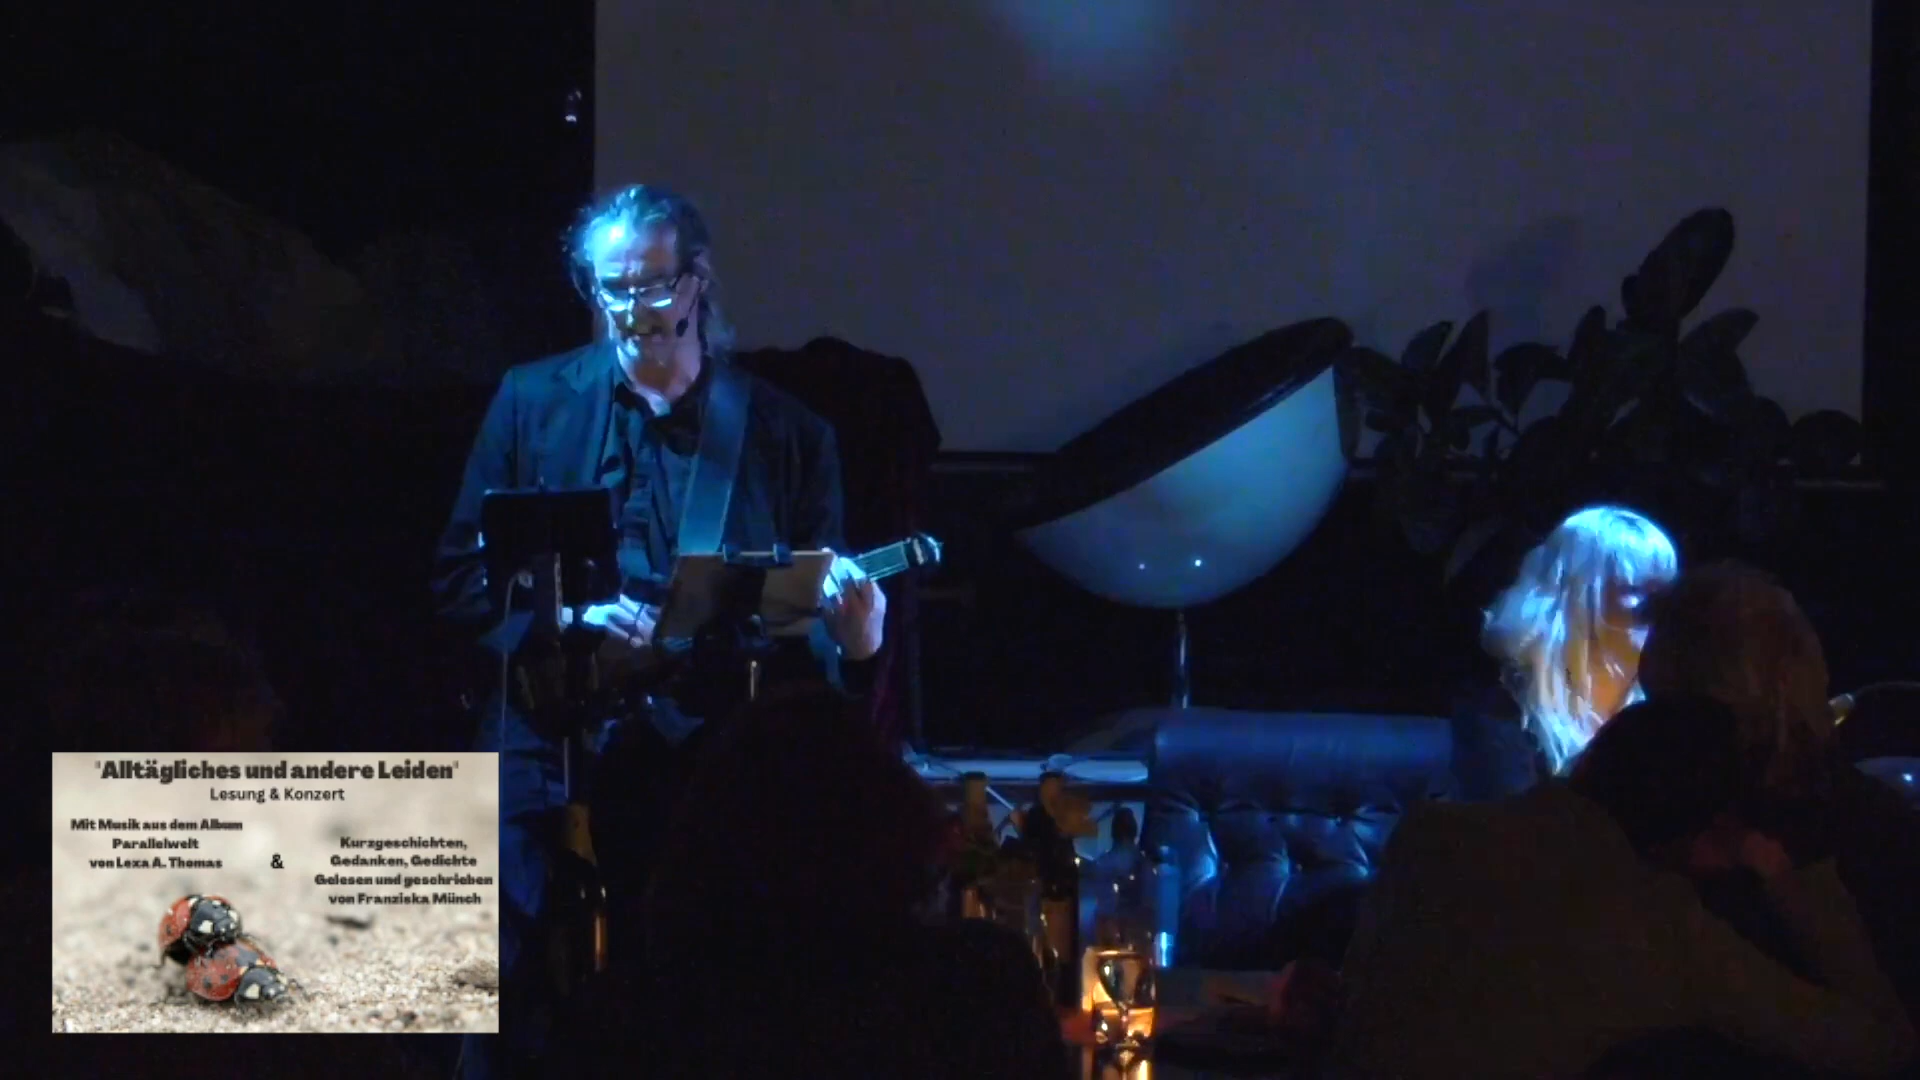 "Alltägliches und andere Leiden"
Lesung & Konzert
Mit Musik aus dem Album
Parallelwelt
von Lexa A. Thomas
&
Kurzgeschichten,
Gedanken, Gedichte
Gelesen und geschrieben
von Franziska Münch